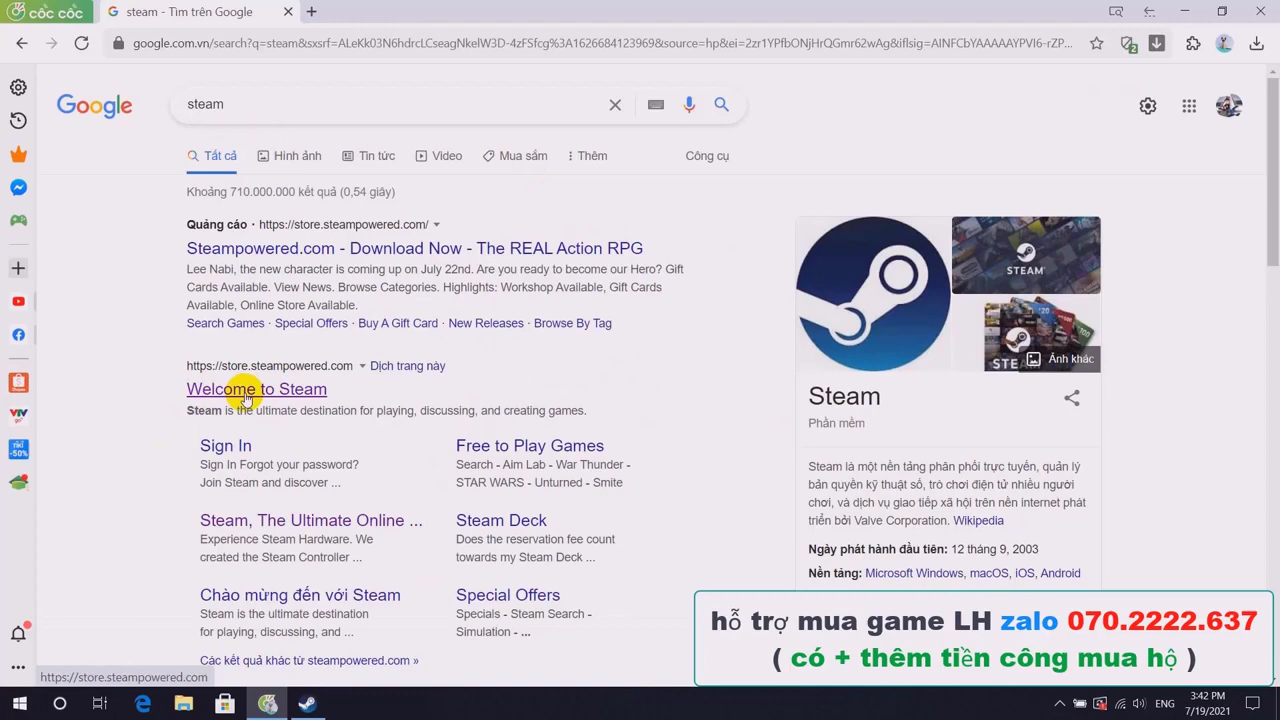 cốc cốc
steam - Tìm trên Google
google.com.vn/search?q=steam&sxsrf=ALeKk03N6hdrcLCseagNkelW3D-4zFSfcg%3A1626684123969&source=hp&ei=2zr1YPfbONjHrQGmr62wAg&iflsig=AINFCbYAAAAAYPVI6-rZP...
2
Google
steam
Tất cả
Hình ảnh
Tin tức
Video
Mua sắm
Thêm
Công cụ
Khoảng 710.000.000 kết quả (0,54 giây)
Quảng cáo · https://store.steampowered.com/
Steampowered.com - Download Now - The REAL Action RPG
Lee Nabi, the new character is coming up on July 22nd. Are you ready to become our Hero? Gift
Cards Available. View News. Browse Categories. Highlights: Workshop Available, Gift Cards
Available, Online Store Available.
Search Games · Special Offers · Buy A Gift Card · New Releases · Browse By Tag
https://store.steampowered.com Dịch trang này
Welcome to Steam
Steam is the ultimate destination for playing, discussing, and creating games.
Sign In
Sign In Forgot your password?
Join Steam and discover ...
Free to Play Games
Search - Aim Lab - War Thunder -
STAR WARS - Unturned - Smite
Steam, The Ultimate Online ...
Experience Steam Hardware. We
created the Steam Controller ...
Steam Deck
Does the reservation fee count
towards my Steam Deck ...
Chào mừng đến với Steam
Steam is the ultimate destination
for playing, discussing, and ...
Special Offers
Specials - Steam Search -
Simulation - ...
Các kết quả khác từ steampowered.com »
https://store.steampowered.com
STEAM
Ảnh khác
Steam
Phần mềm
Steam là một nền tảng phân phối trực tuyến, quản lý
bản quyền kỹ thuật số, trò chơi điện tử nhiều người
chơi, và dịch vụ giao tiếp xã hội trên nền internet phát
triển bởi Valve Corporation. Wikipedia
Ngày phát hành đầu tiên: 12 tháng 9, 2003
Nền tảng: Microsoft Windows, macOS, iOS, Android
hỗ trợ mua game LH zalo 070.2222.637
( có + thêm tiền công mua hộ )
ENG
3:42 PM
7/19/2021